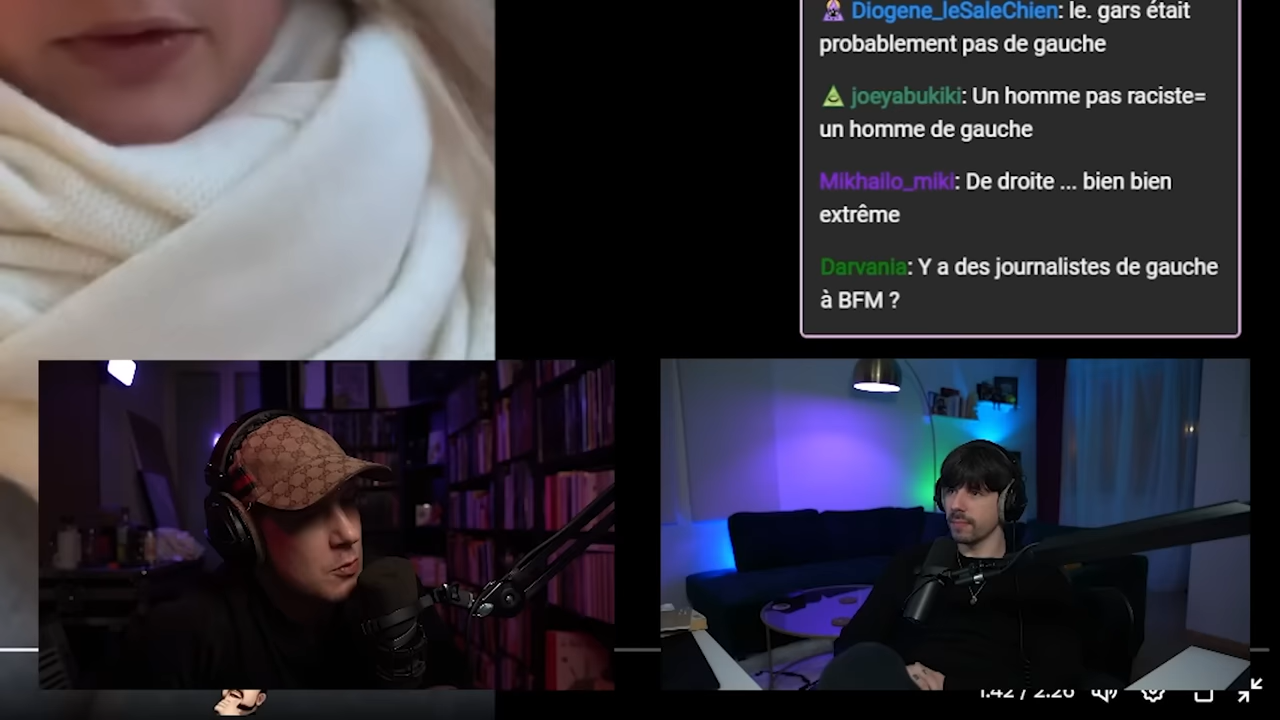 Diogene_leSaleChien: le. gars était
probablement pas de gauche
joeyabukiki: Un homme pas raciste=
un homme de gauche
Mikhailo_miki: De droite ... bien bien
extrême
Darvania: Y a des journalistes de gauche
à BFM ?
1:42 / 2:26